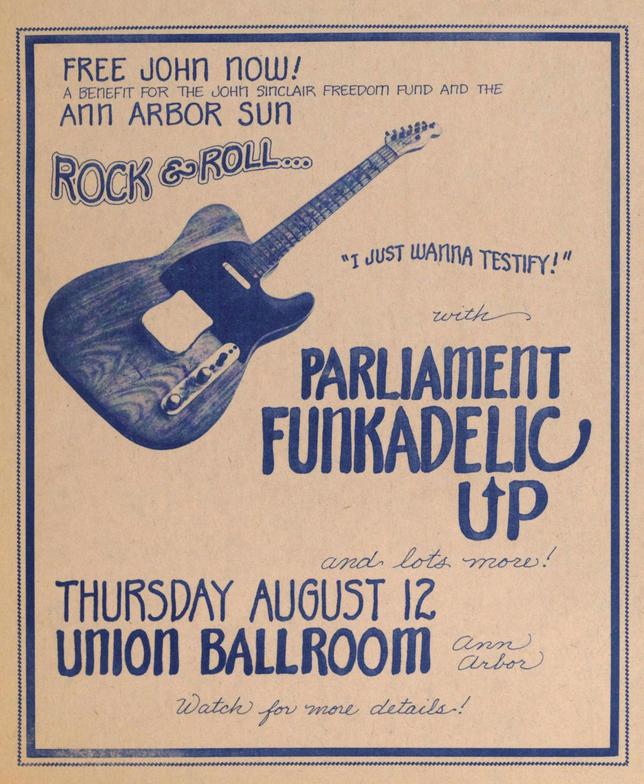 FREE JOHN NOW!
A BENEFIT FOR THE JOHN SINCLAIR FREEDOM FUND AND THE
ANN ARBOR SUN
ROCK & ROLL....
"I JUST WANNA TESTIFY!"
with
PARLIAMENT
FUNKADELIC
UP
and lots more!
THURSDAY AUGUST 12
UNION BALLROOM
Ann
Arbor
Watch for more details!